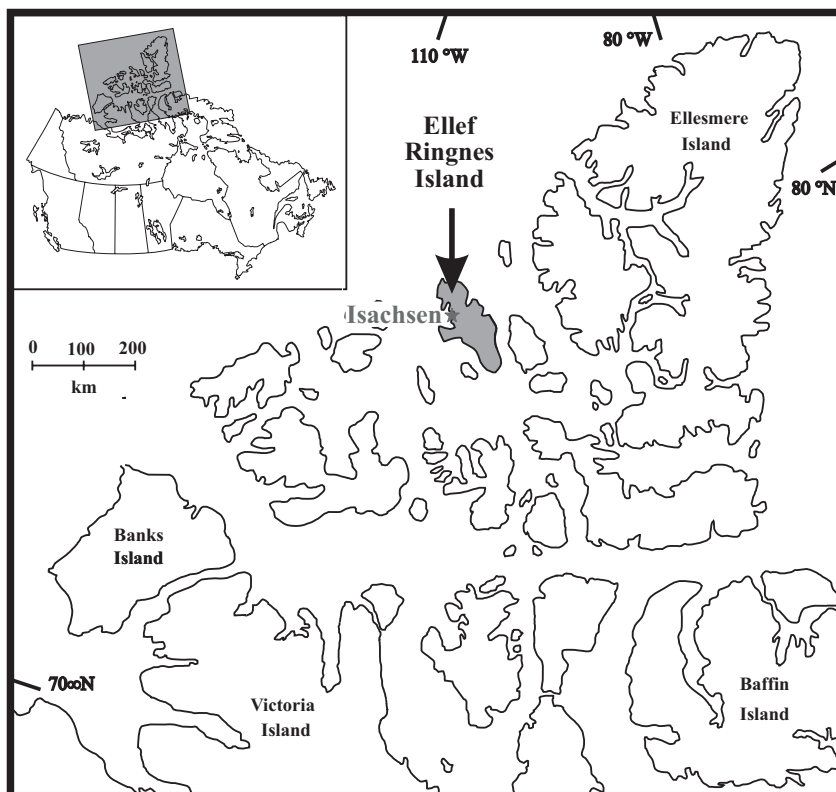 110 °W
80 °W
Ellef
Ringnes
Island
Ellesmere
Island
80 °N
Isachsen
0 100 200
km
Banks
Island
70∞N
Victoria
Island
Baffin
Island